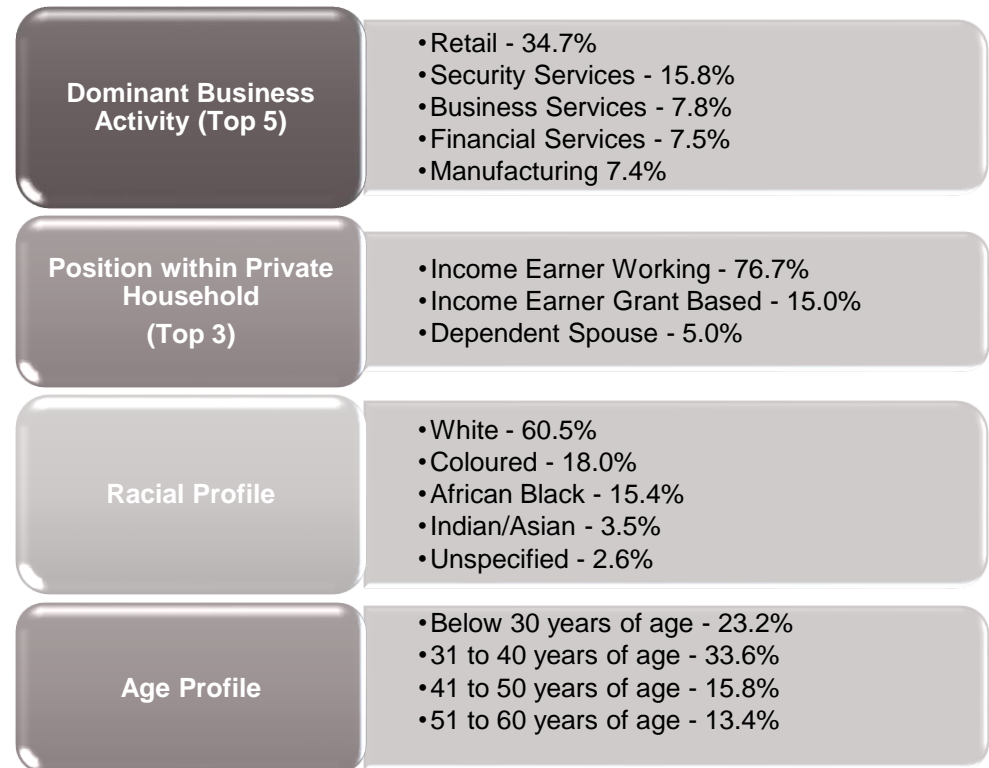 Dominant Business
Activity (Top 5)
•Retail - 34.7%
•Security Services - 15.8%
•Business Services - 7.8%
•Financial Services - 7.5%
•Manufacturing 7.4%
Position within Private
Household
(Top 3)
•Income Earner Working - 76.7%
•Income Earner Grant Based - 15.0%
•Dependent Spouse - 5.0%
Racial Profile
•White - 60.5%
•Coloured - 18.0%
•African Black - 15.4%
•Indian/Asian - 3.5%
•Unspecified - 2.6%
Age Profile
•Below 30 years of age - 23.2%
•31 to 40 years of age - 33.6%
•41 to 50 years of age - 15.8%
•51 to 60 years of age - 13.4%